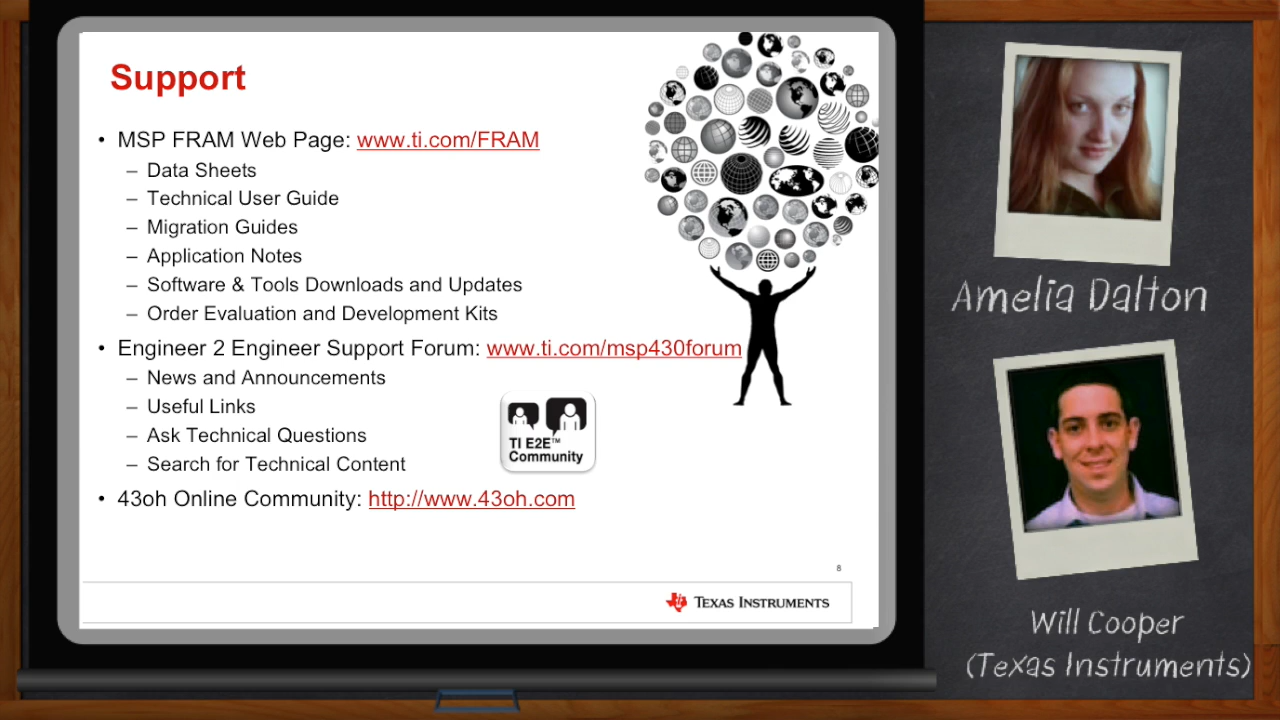 Support
• MSP FRAM Web Page: www.ti.com/FRAM
– Data Sheets
– Technical User Guide
– Migration Guides
– Application Notes
– Software & Tools Downloads and Updates
– Order Evaluation and Development Kits
• Engineer 2 Engineer Support Forum: www.ti.com/msp430forum
– News and Announcements
– Useful Links
– Ask Technical Questions
– Search for Technical Content
TI E2E™
Community
• 43oh Online Community: http://www.43oh.com
8
TEXAS INSTRUMENTS
Amelia Dalton
Will Cooper
(Texas Instruments)